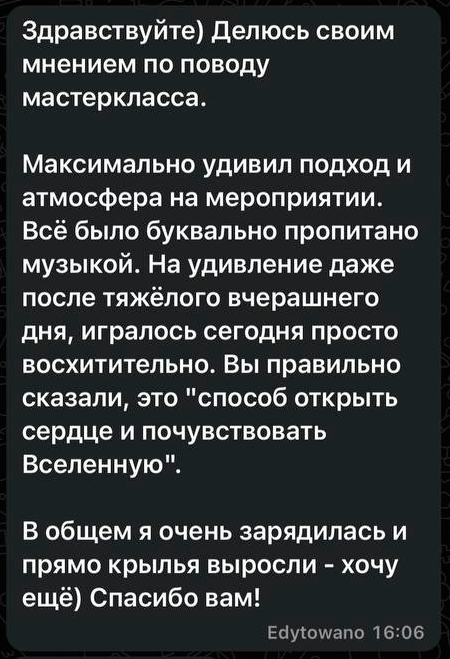 Здравствуйте) Делюсь своим
мнением по поводу
мастеркласса.
Максимально удивил подход и
атмосфера на мероприятии.
Всё было буквально пропитано
музыкой. На удивление даже
после тяжёлого вчерашнего
дня, игралось сегодня просто
восхитительно. Вы правильно
сказали, это "способ открыть
сердце и почувствовать
Вселенную".
В общем я очень зарядилась и
прямо крылья выросли - хочу
ещё) Спасибо вам!
Edytowano 16:06